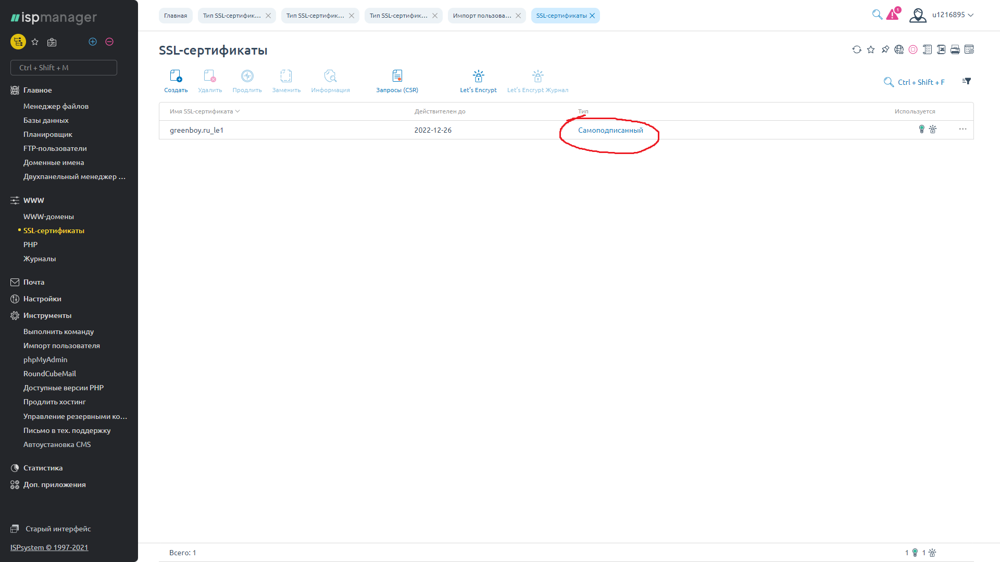 ispmanager
Ctrl + Shift + M
Главное
Менеджер файлов
Базы данных
Планировщик
FTP-пользователи
Доменные имена
Двухпанельный менеджер ...
WWW
WWW-домены
SSL-сертификаты
PHP
Журналы
Почта
Настройки
Инструменты
Выполнить команду
Импорт пользователя
phpMyAdmin
RoundCubeMail
Доступные версии PHP
Продлить хостинг
Управление резервными ко...
Письмо в тех. поддержку
Автоустановка CMS
Статистика
Доп. приложения
Старый интерфейс
ISPsystem © 1997-2021
Главная Тип SSL-сертифик... Тип SSL-сертифик... Тип SSL-сертифик... Импорт пользова... SSL-сертификаты 1 u1216895
SSL-сертификаты
Создать Удалить Продлить Заменить Информация Запросы (CSR) Let's Encrypt Let's Encrypt Журнал Ctrl + Shift + F
Имя SSL-сертификата Действителен до Тип Используется
greenboy.ru_le1 2022-12-26 Самоподписанный
Всего: 1 1 1